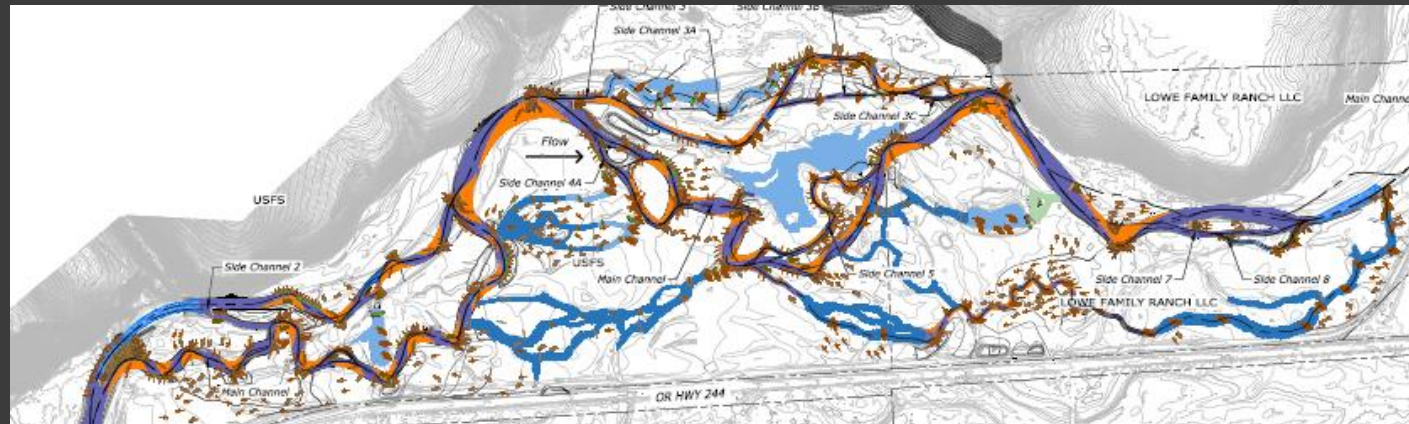 Side Channel 3
Side Channel 3B
Side Channel 3A
LOWE FAMILY RANCH LLC
Main Channel
Side Channel 3C
Flow
Side Channel 4A
USFS
USFS
Side Channel 2
Main Channel
Side Channel 5
Side Channel 7
Side Channel 8
LOWE FAMILY RANCH LLC
Main Channel
OR HWY 244